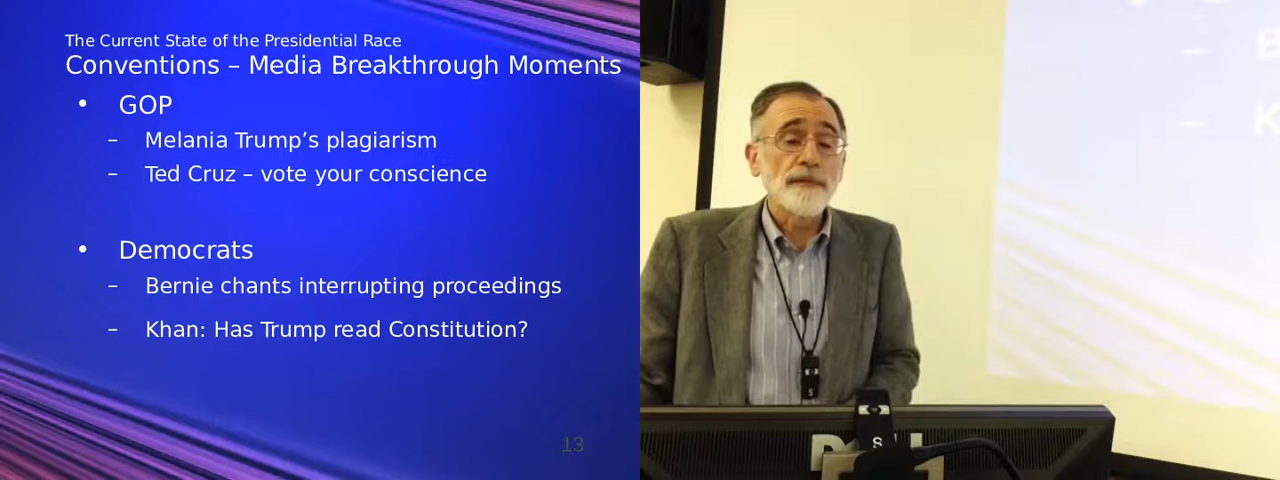 The Current State of the Presidential Race
Conventions – Media Breakthrough Moments
• GOP
– Melania Trump’s plagiarism
– Ted Cruz – vote your conscience
• Democrats
– Bernie chants interrupting proceedings
– Khan: Has Trump read Constitution?
13
S
S